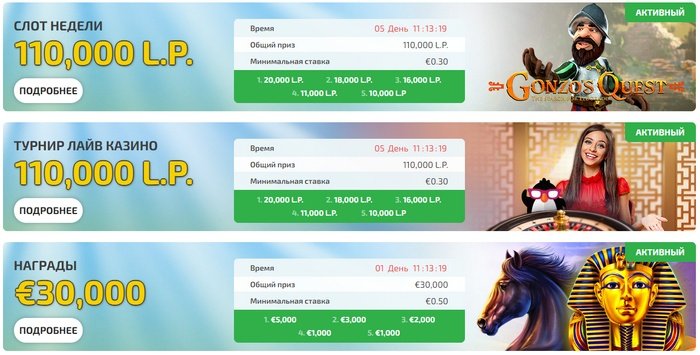 АКТИВНЫЙ
СЛОТ НЕДЕЛИ
110,000 L.P.
ПОДРОБНЕЕ
Время 05 День 11:13:19
Общий приз 110,000 L.P.
Минимальная ставка €0.30
1. 20,000 L.P. 2. 18,000 L.P. 3. 16,000 L.P.
4. 11,000 L.P. 5. 10,000 L.P
GONZO'S QUEST
АКТИВНЫЙ
ТУРНИР ЛАЙВ КАЗИНО
110,000 L.P.
ПОДРОБНЕЕ
Время 05 День 11:13:19
Общий приз 110,000 L.P.
Минимальная ставка €0.30
1. 20,000 L.P. 2. 18,000 L.P. 3. 16,000 L.P.
4. 11,000 L.P. 5. 10,000 L.P
АКТИВНЫЙ
НАГРАДЫ
€30,000
ПОДРОБНЕЕ
Время 01 День 11:13:19
Общий приз €30,000
Минимальная ставка €0.50
1. €5,000 2. €3,000 3. €2,000
4. €1,000 5. €1,000